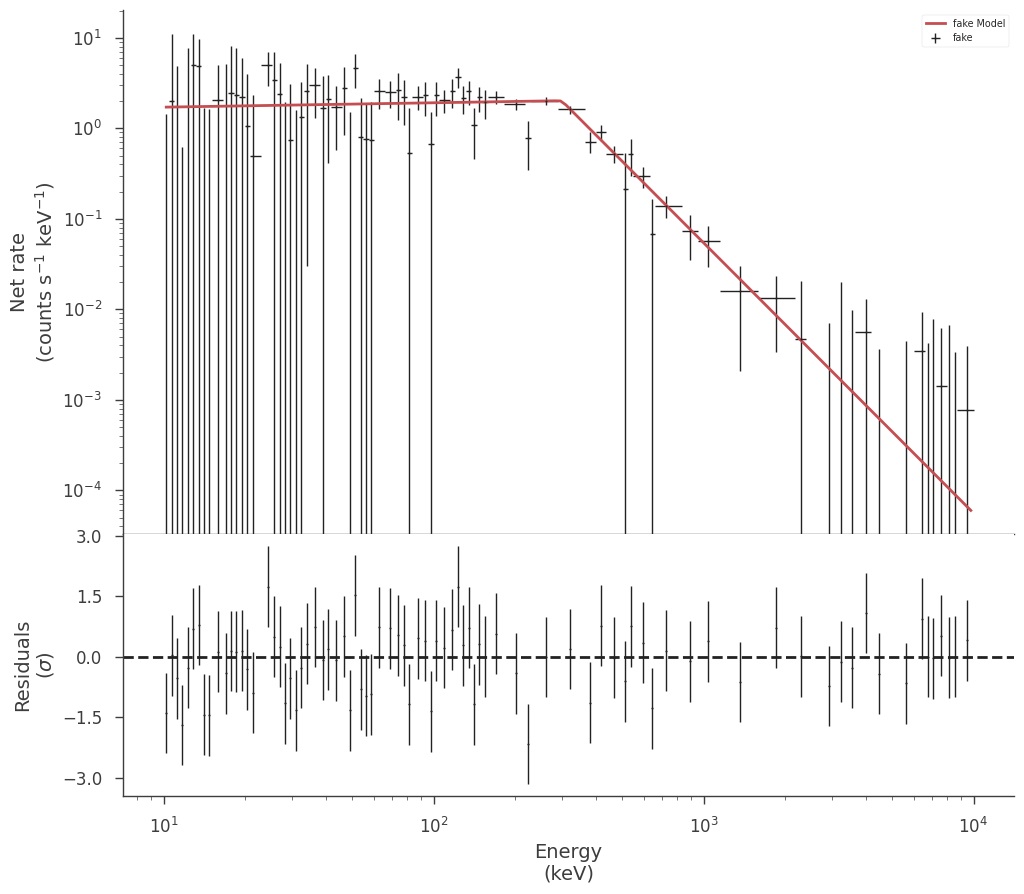 fake Model
fake
10¹
10⁰
10⁻¹
10⁻²
10⁻³
10⁻⁴
Net rate
(counts s⁻¹ keV⁻¹)
3.0
1.5
0.0
−1.5
−3.0
Residuals
(σ)
10¹
10²
10³
10⁴
Energy
(keV)